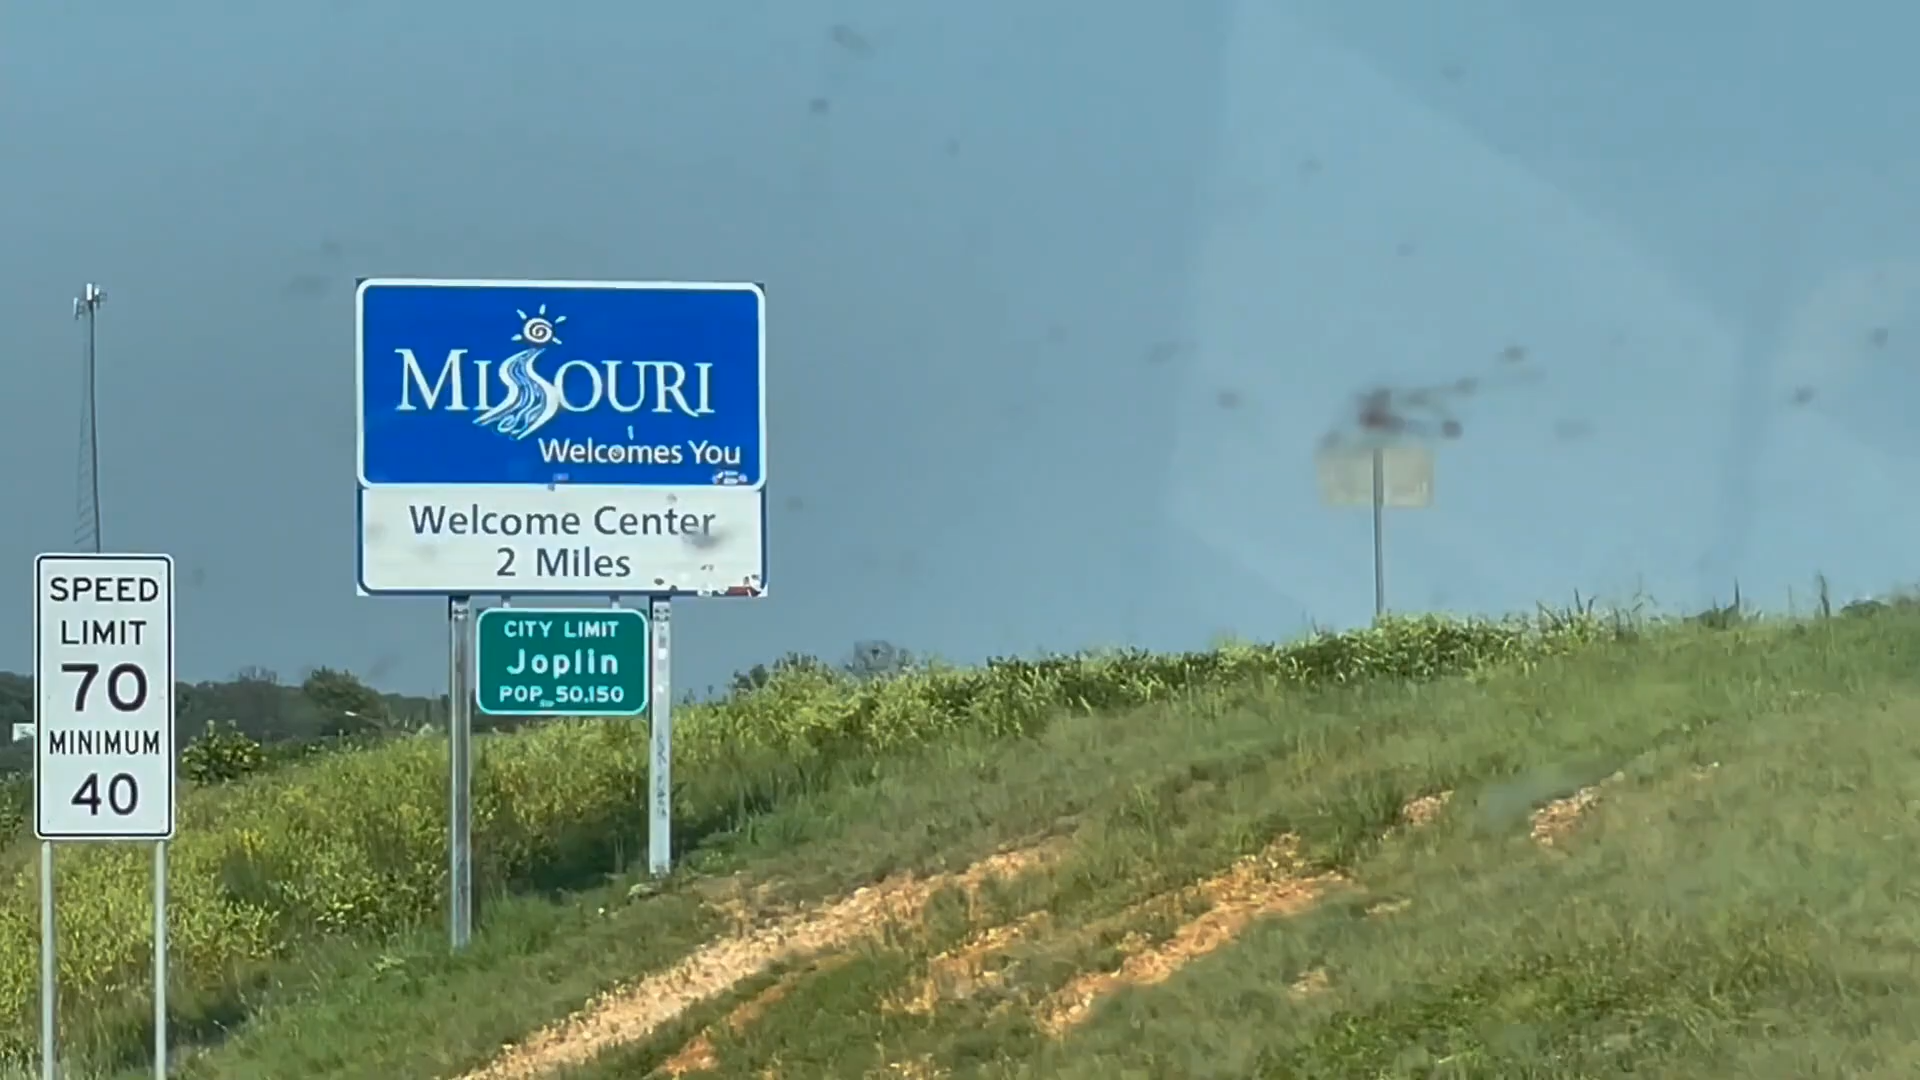 SPEED
LIMIT
70
MINIMUM
40
MISSOURI
Welcomes You
Welcome Center
2 Miles
CITY LIMIT
Joplin
POP 50,150